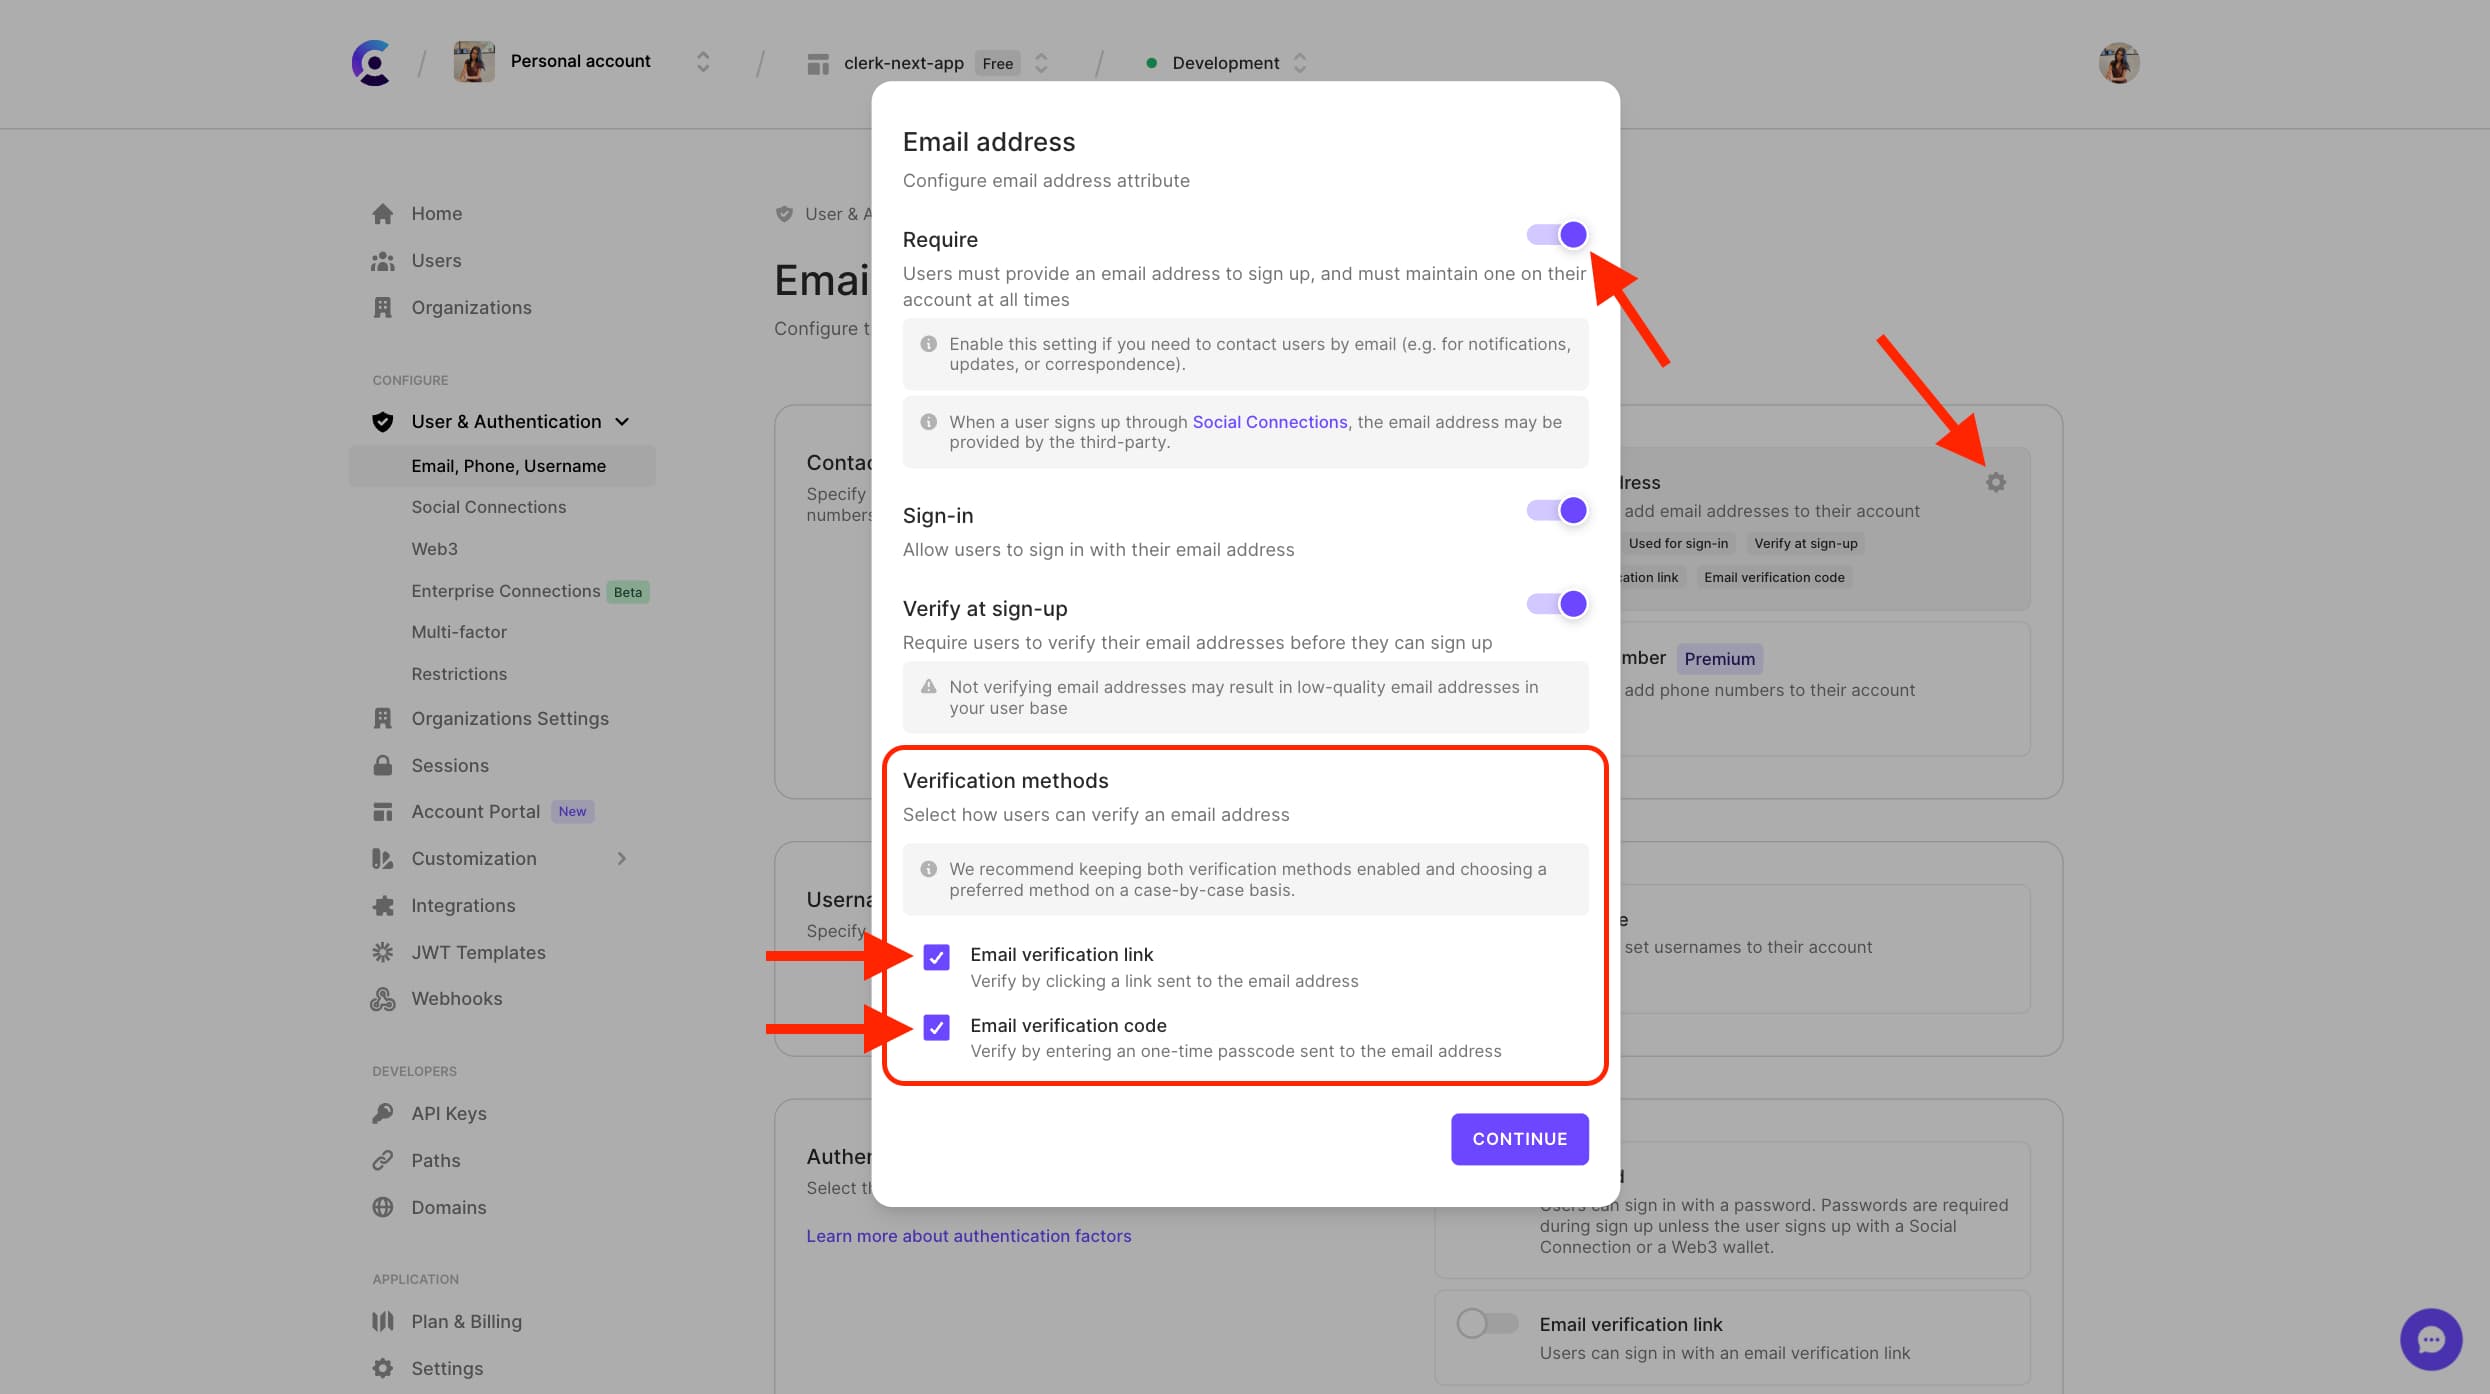 Personal account
clerk-next-app Free
Development
Home
Users
Organizations
CONFIGURE
User & Authentication
Email, Phone, Username
Social Connections
Web3
Enterprise Connections Beta
Multi-factor
Restrictions
Organizations Settings
Sessions
Account Portal New
Customization
Integrations
JWT Templates
Webhooks
DEVELOPERS
API Keys
Paths
Domains
APPLICATION
Plan & Billing
Settings
User & A
Emai
Configure t
Contac
Specify
numbers
Userna
Specify
Authen
Select th
Learn more about authentication factors
Email address
Configure email address attribute
Require
Users must provide an email address to sign up, and must maintain one on their
account at all times
Enable this setting if you need to contact users by email (e.g. for notifications,
updates, or correspondence).
When a user signs up through Social Connections, the email address may be
provided by the third-party.
Sign-in
Allow users to sign in with their email address
Verify at sign-up
Require users to verify their email addresses before they can sign up
Not verifying email addresses may result in low-quality email addresses in
your user base
Verification methods
Select how users can verify an email address
We recommend keeping both verification methods enabled and choosing a
preferred method on a case-by-case basis.
Email verification link
Verify by clicking a link sent to the email address
Email verification code
Verify by entering an one-time passcode sent to the email address
CONTINUE
dress
add email addresses to their account
Used for sign-in Verify at sign-up
cation link Email verification code
mber Premium
add phone numbers to their account
e
set usernames to their account
d
Users can sign in with a password. Passwords are required
during sign up unless the user signs up with a Social
Connection or a Web3 wallet.
Email verification link
Users can sign in with an email verification link